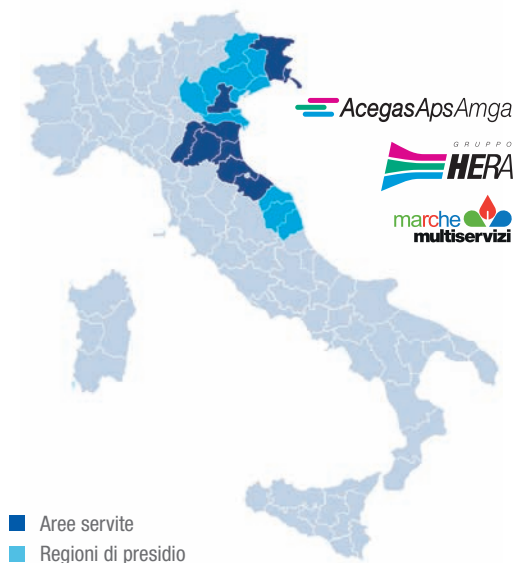 AcegasApsAmga
GRUPPO
HERA
marche
multiservizi
Aree servite
Regioni di presidio